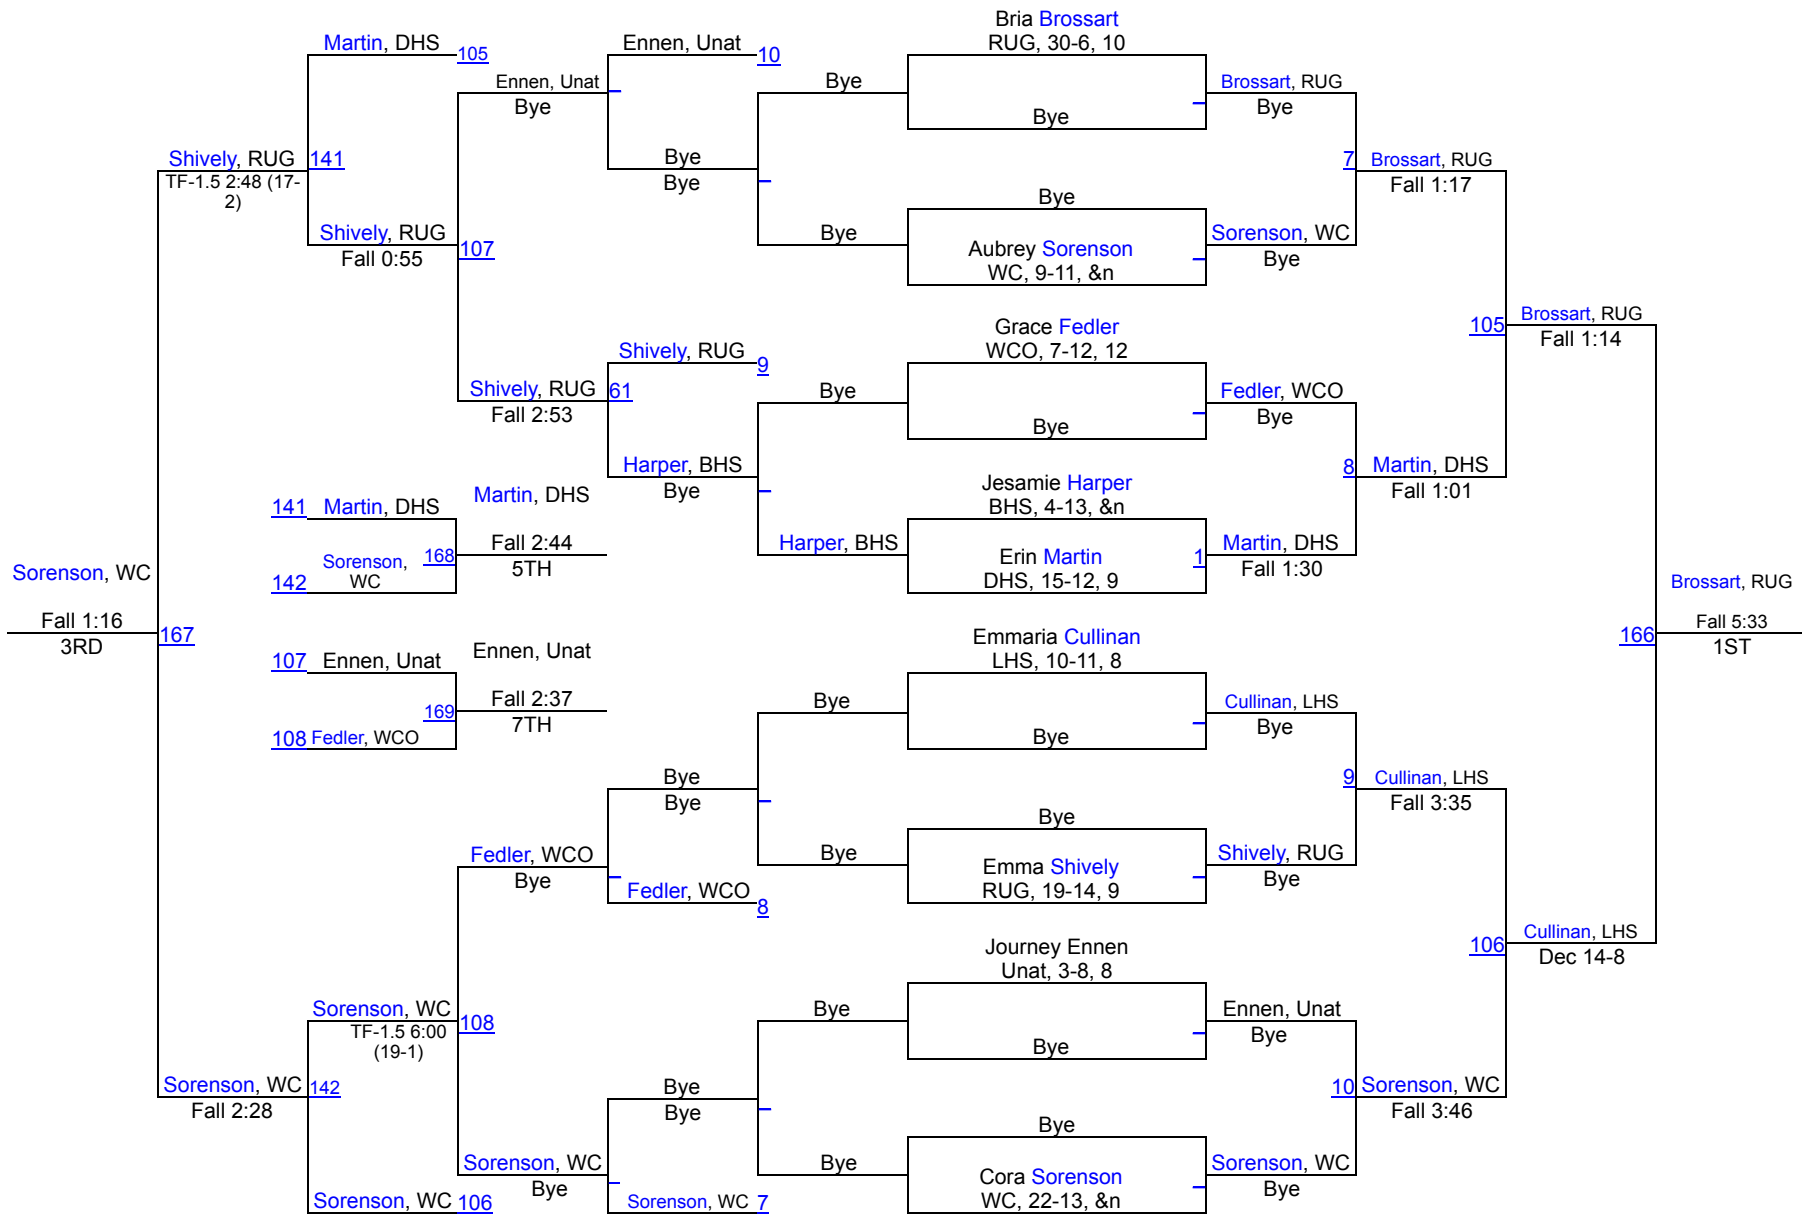 Martin, DHS
105
Ennen, Unat
Bye
Ennen, Unat
10
Shively, RUG
TF-1.5 2:48 (17-
2)
141
Bye
Bye
Shively, RUG
Fall 0:55
107
Shively, RUG
9
Shively, RUG
Fall 2:53
61
Harper, BHS
Bye
Bye
Bye
Bye
Harper, BHS
Bria Brossart
RUG, 30-6, 10
Bye
Bye
Aubrey Sorenson
WC, 9-11, &n
Grace Fedler
WCO, 7-12, 12
Bye
Jesamie Harper
BHS, 4-13, &n
Erin Martin
DHS, 15-12, 9
1
Brossart, RUG
Bye
7
Brossart, RUG
Fall 1:17
Sorenson, WC
Bye
105
Brossart, RUG
Fall 1:14
Fedler, WCO
Bye
8
Martin, DHS
Fall 1:01
Martin, DHS
Fall 1:30
141
Martin, DHS
Martin, DHS
142
Sorenson,
WC
168
Fall 2:44
5TH
Sorenson, WC
Fall 1:16
3RD
167
107
Ennen, Unat
Ennen, Unat
108
Fedler, WCO
169
Fall 2:37
7TH
Brossart, RUG
166
Fall 5:33
1ST
Emmaria Cullinan
LHS, 10-11, 8
Bye
Bye
Cullinan, LHS
Bye
Bye
Bye
9
Cullinan, LHS
Fall 3:35
Bye
Bye
Emma Shively
RUG, 19-14, 9
Shively, RUG
Bye
Fedler, WCO
Bye
Fedler, WCO
8
Journey Ennen
Unat, 3-8, 8
106
Cullinan, LHS
Dec 14-8
Sorenson, WC
TF-1.5 6:00
(19-1)
108
Bye
Bye
Ennen, Unat
Bye
Sorenson, WC
Fall 2:28
142
Bye
Bye
10
Sorenson, WC
Fall 3:46
Bye
Bye
Cora Sorenson
WC, 22-13, &n
Sorenson, WC
Bye
Sorenson, WC
Bye
Sorenson, WC
106
Sorenson, WC
7